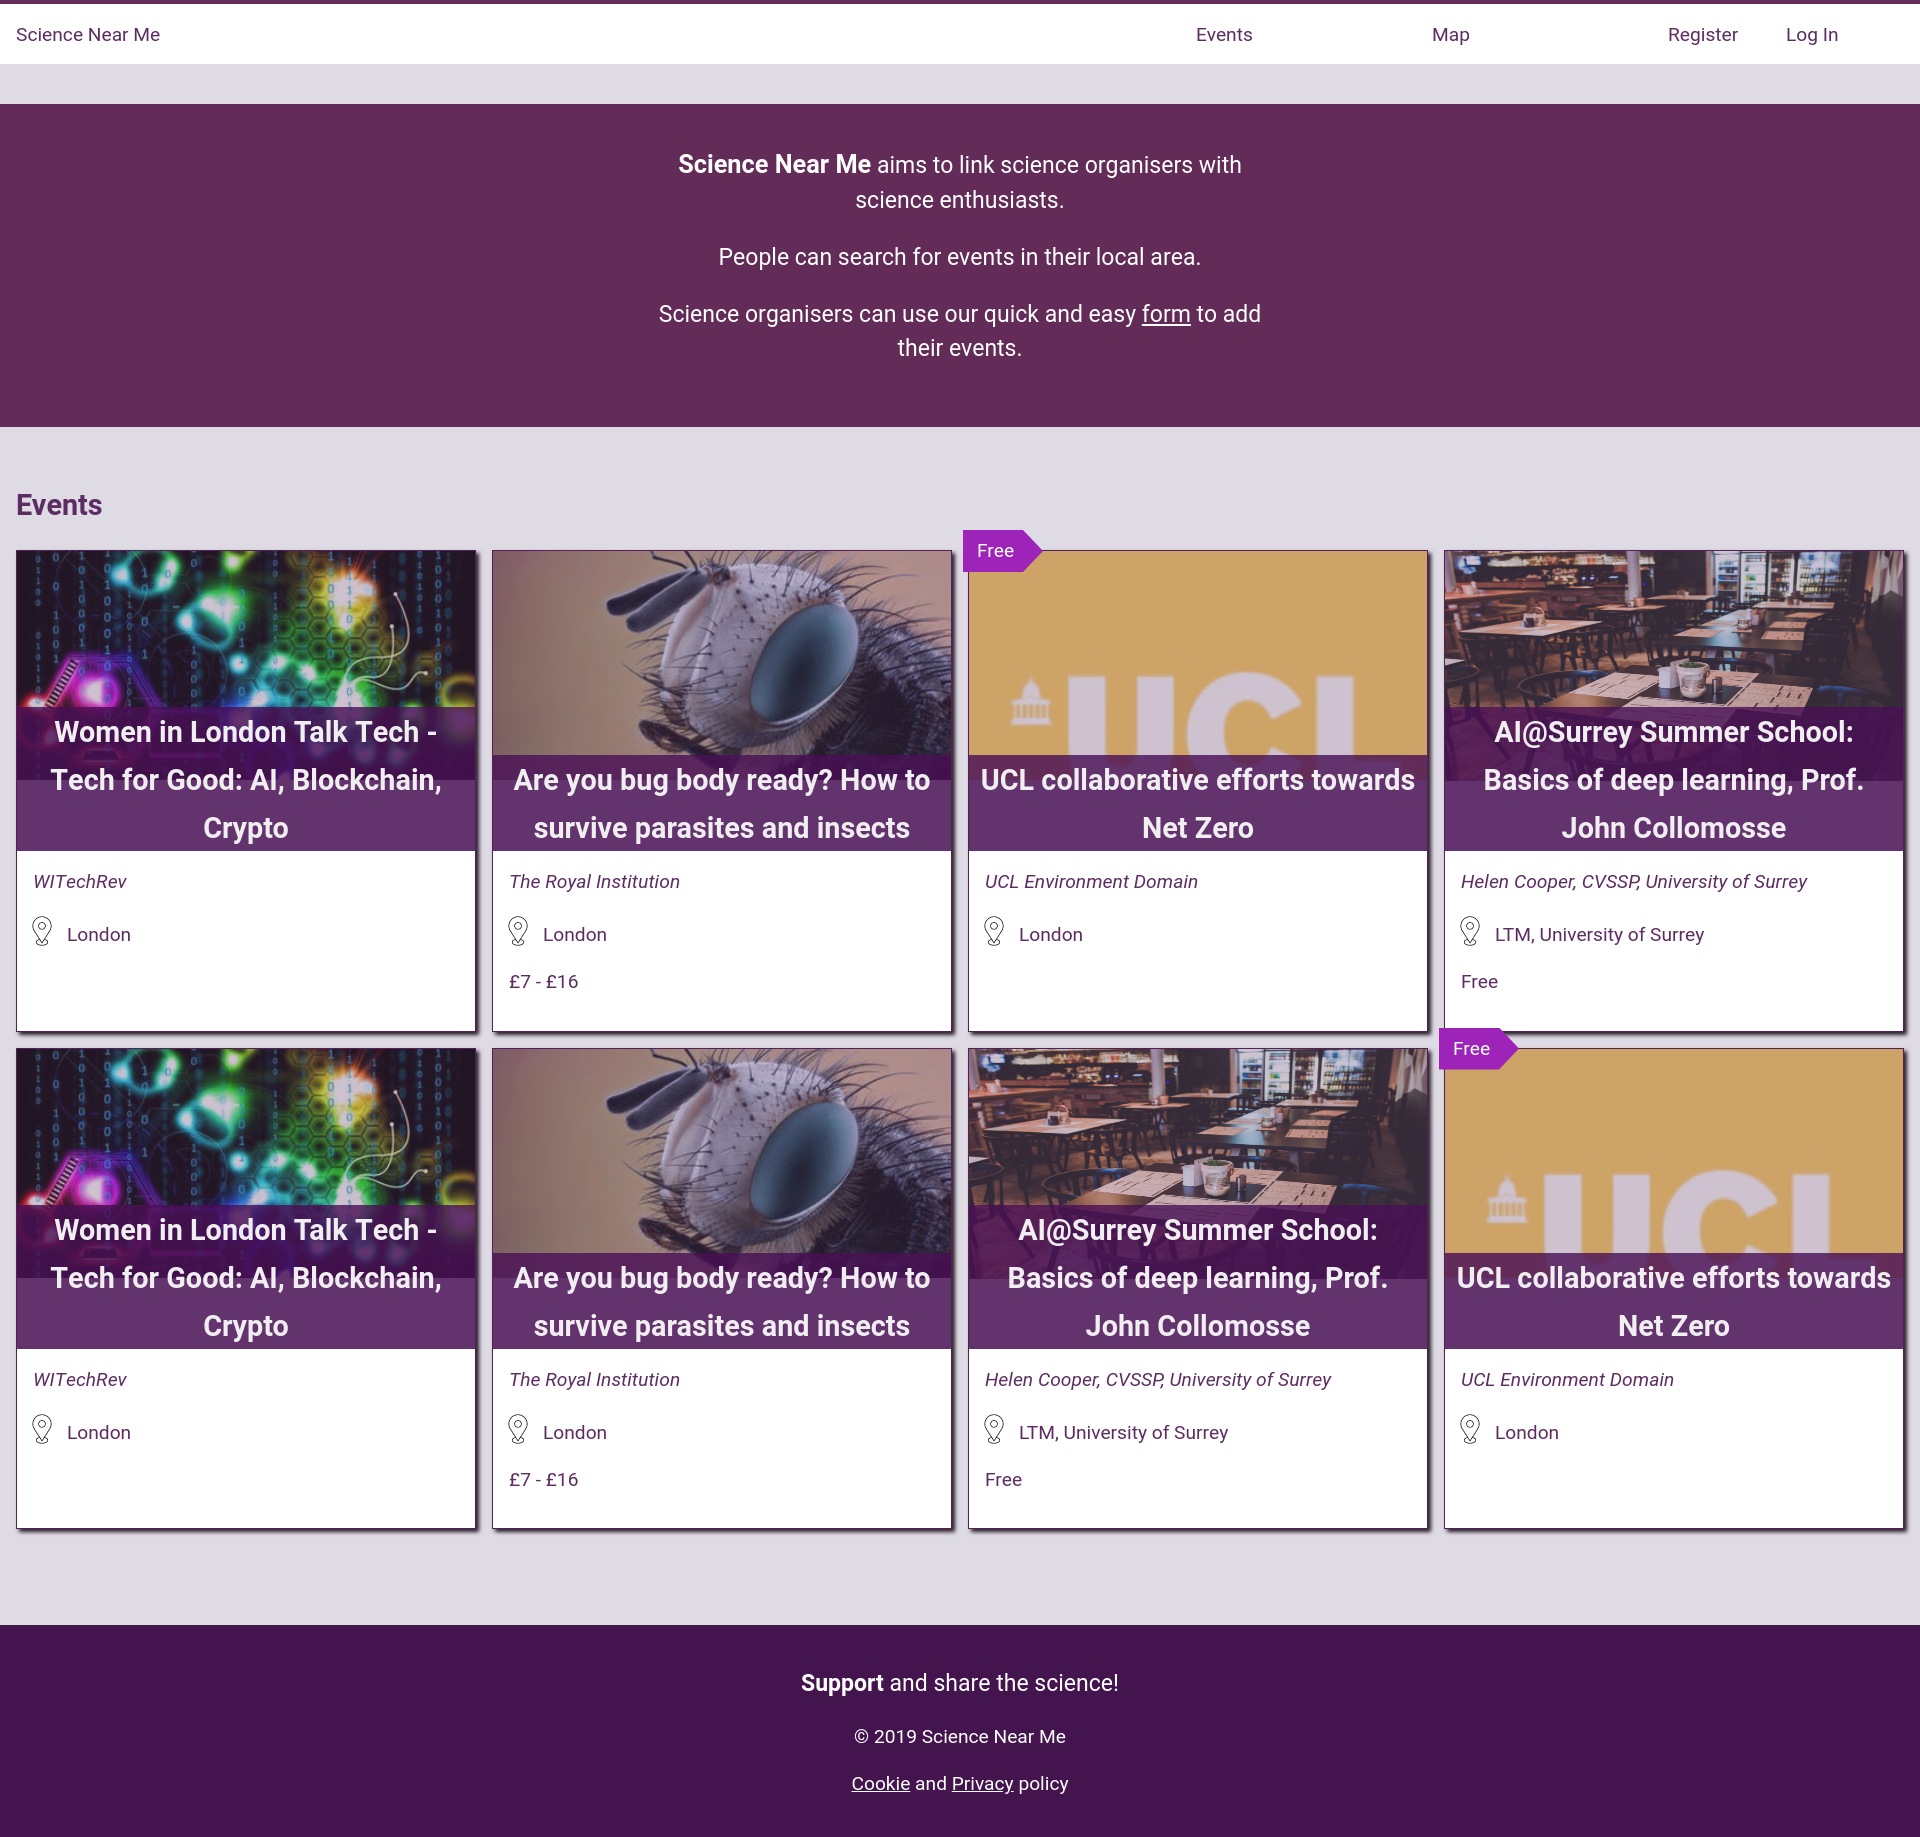 Science Near Me
Events
Map
Register
Log In
Science Near Me aims to link science organisers with
science enthusiasts.
People can search for events in their local area.
Science organisers can use our quick and easy form to add
their events.
Events
Women in London Talk Tech -
Tech for Good: AI, Blockchain,
Crypto
WITechRev
London
Are you bug body ready? How to
survive parasites and insects
The Royal Institution
London
£7 - £16
Free
UCL
UCL collaborative efforts towards
Net Zero
UCL Environment Domain
London
AI@Surrey Summer School:
Basics of deep learning, Prof.
John Collomosse
Helen Cooper, CVSSP, University of Surrey
LTM, University of Surrey
Free
Women in London Talk Tech -
Tech for Good: AI, Blockchain,
Crypto
WITechRev
London
Are you bug body ready? How to
survive parasites and insects
The Royal Institution
London
£7 - £16
AI@Surrey Summer School:
Basics of deep learning, Prof.
John Collomosse
Helen Cooper, CVSSP, University of Surrey
LTM, University of Surrey
Free
Free
UCL
UCL collaborative efforts towards
Net Zero
UCL Environment Domain
London
Support and share the science!
© 2019 Science Near Me
Cookie and Privacy policy